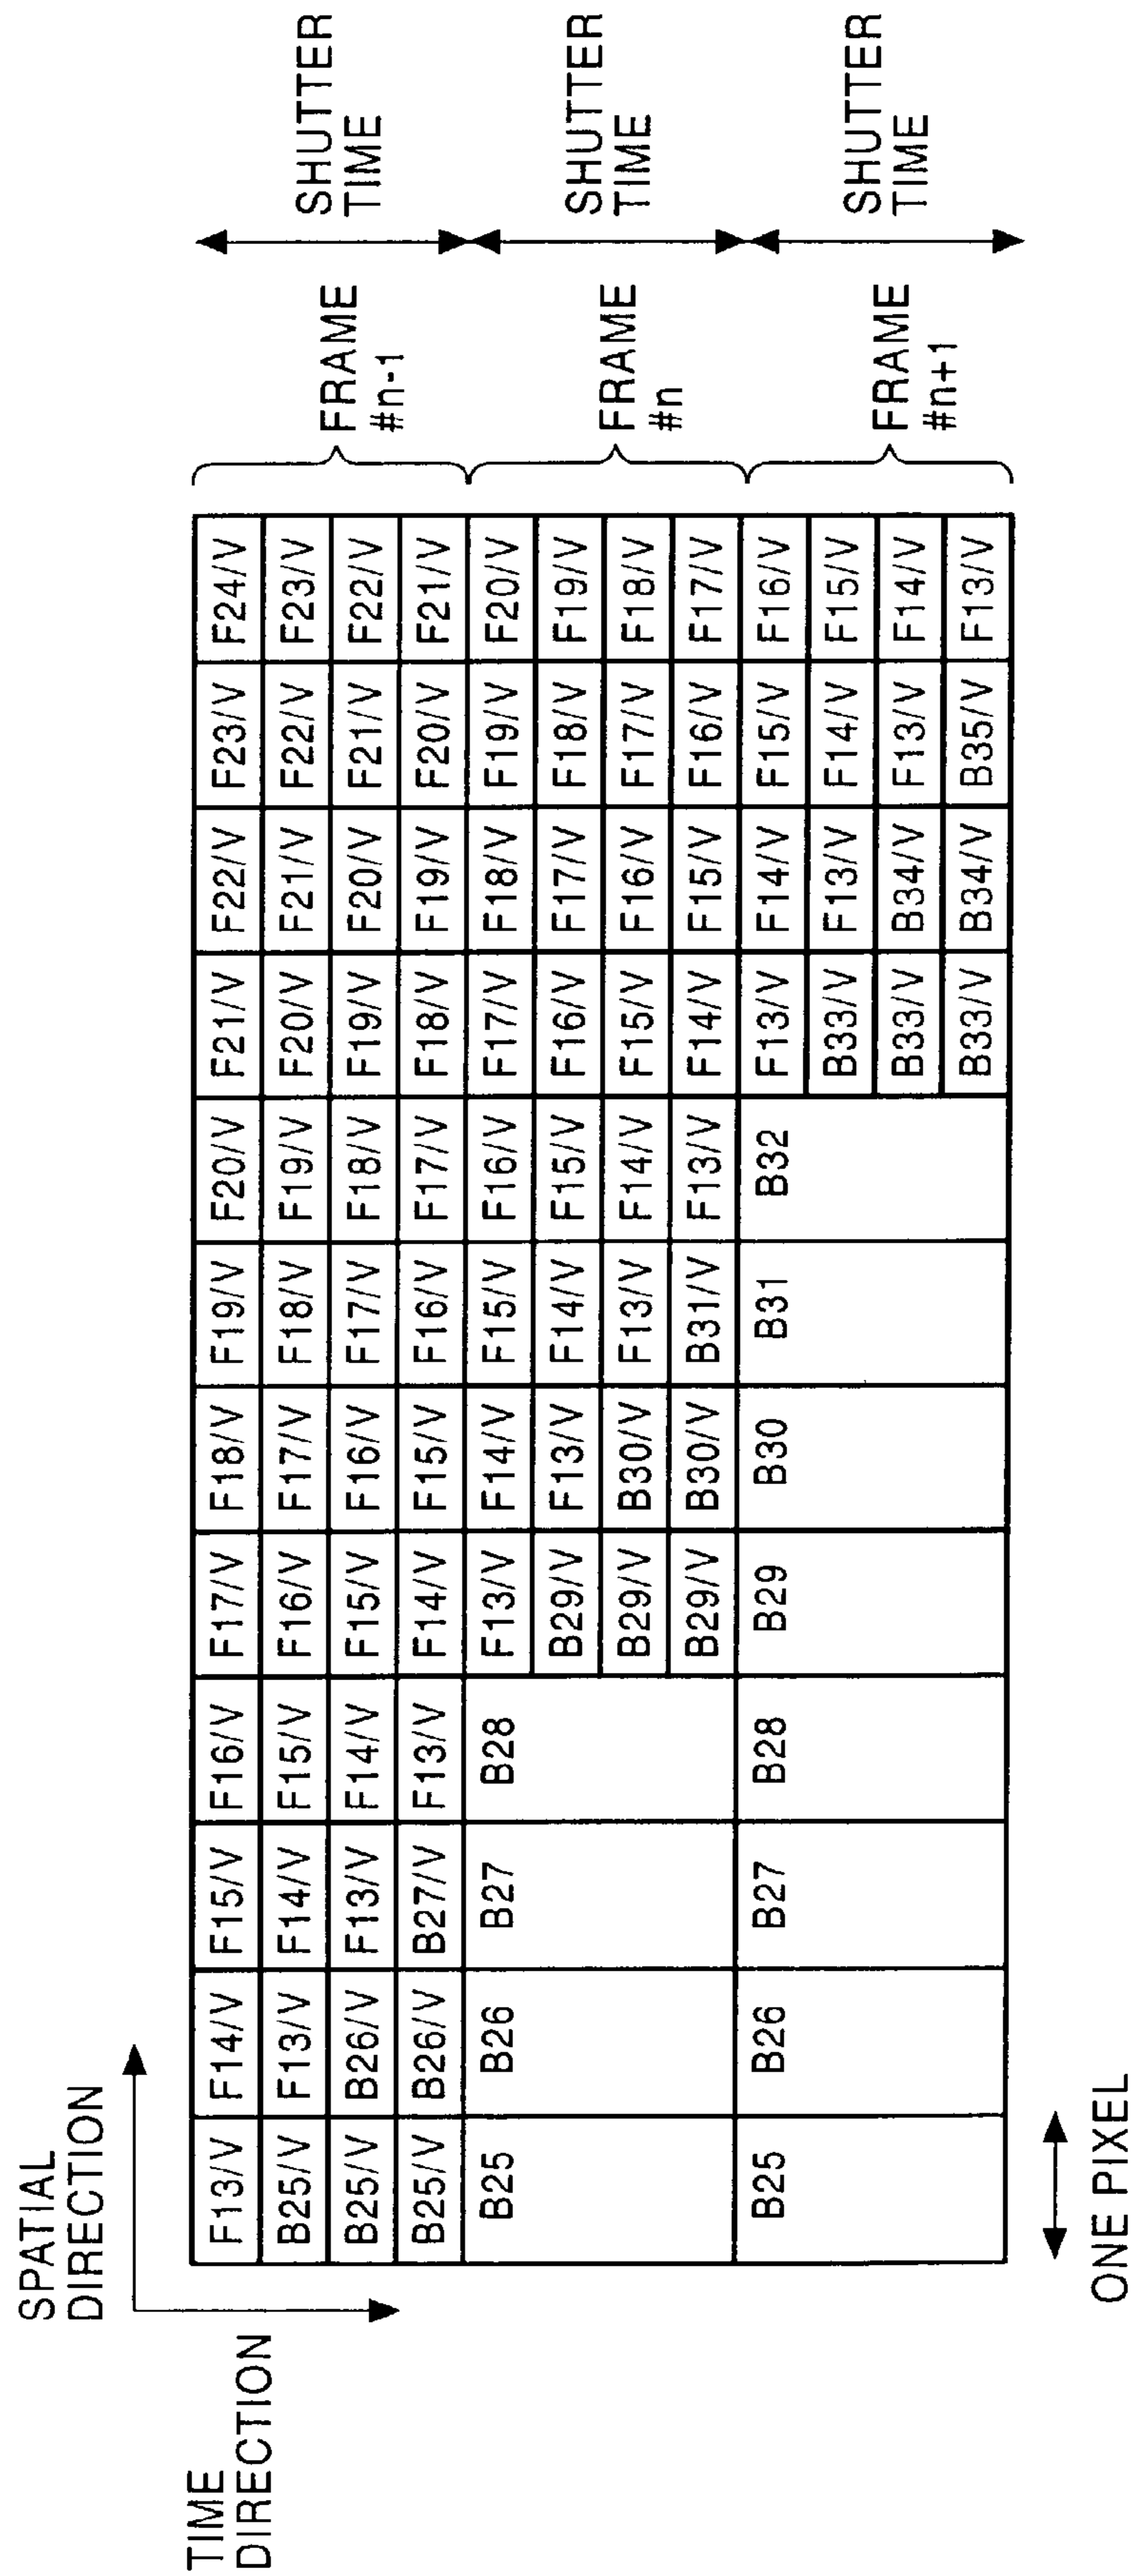 SPATIAL
DIRECTION
TIME
DIRECTION
F13/V F14/V F15/V F16/V F17/V F18/V F19/V F20/V F21/V F22/V F23/V F24/V
B25/V F13/V F14/V F15/V F16/V F17/V F18/V F19/V F20/V F21/V F22/V F23/V
B25/V B26/V F13/V F14/V F15/V F16/V F17/V F18/V F19/V F20/V F21/V F22/V
B25/V B26/V B27/V F13/V F14/V F15/V F16/V F17/V F18/V F19/V F20/V F21/V
FRAME
#n-1
SHUTTER
TIME
B25 B26 B27 B28 F13/V F14/V F15/V F16/V F17/V F18/V F19/V F20/V
B29/V F13/V F14/V F15/V F16/V F17/V F18/V F19/V
B29/V B30/V F13/V F14/V F15/V F16/V F17/V F18/V
B29/V B30/V B31/V F13/V F14/V F15/V F16/V F17/V
FRAME
#n
SHUTTER
TIME
B25 B26 B27 B28 B29 B30 B31 B32 F13/V F14/V F15/V F16/V
B33/V F13/V F14/V F15/V
B33/V B34/V F13/V F14/V
B33/V B34/V B35/V F13/V
FRAME
#n+1
SHUTTER
TIME
ONE PIXEL